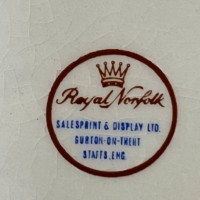 Royal Norfolk
SALESPRINT & DISPLAY LTD.
BURTON-ON-TRENT
STAFFS, ENG.